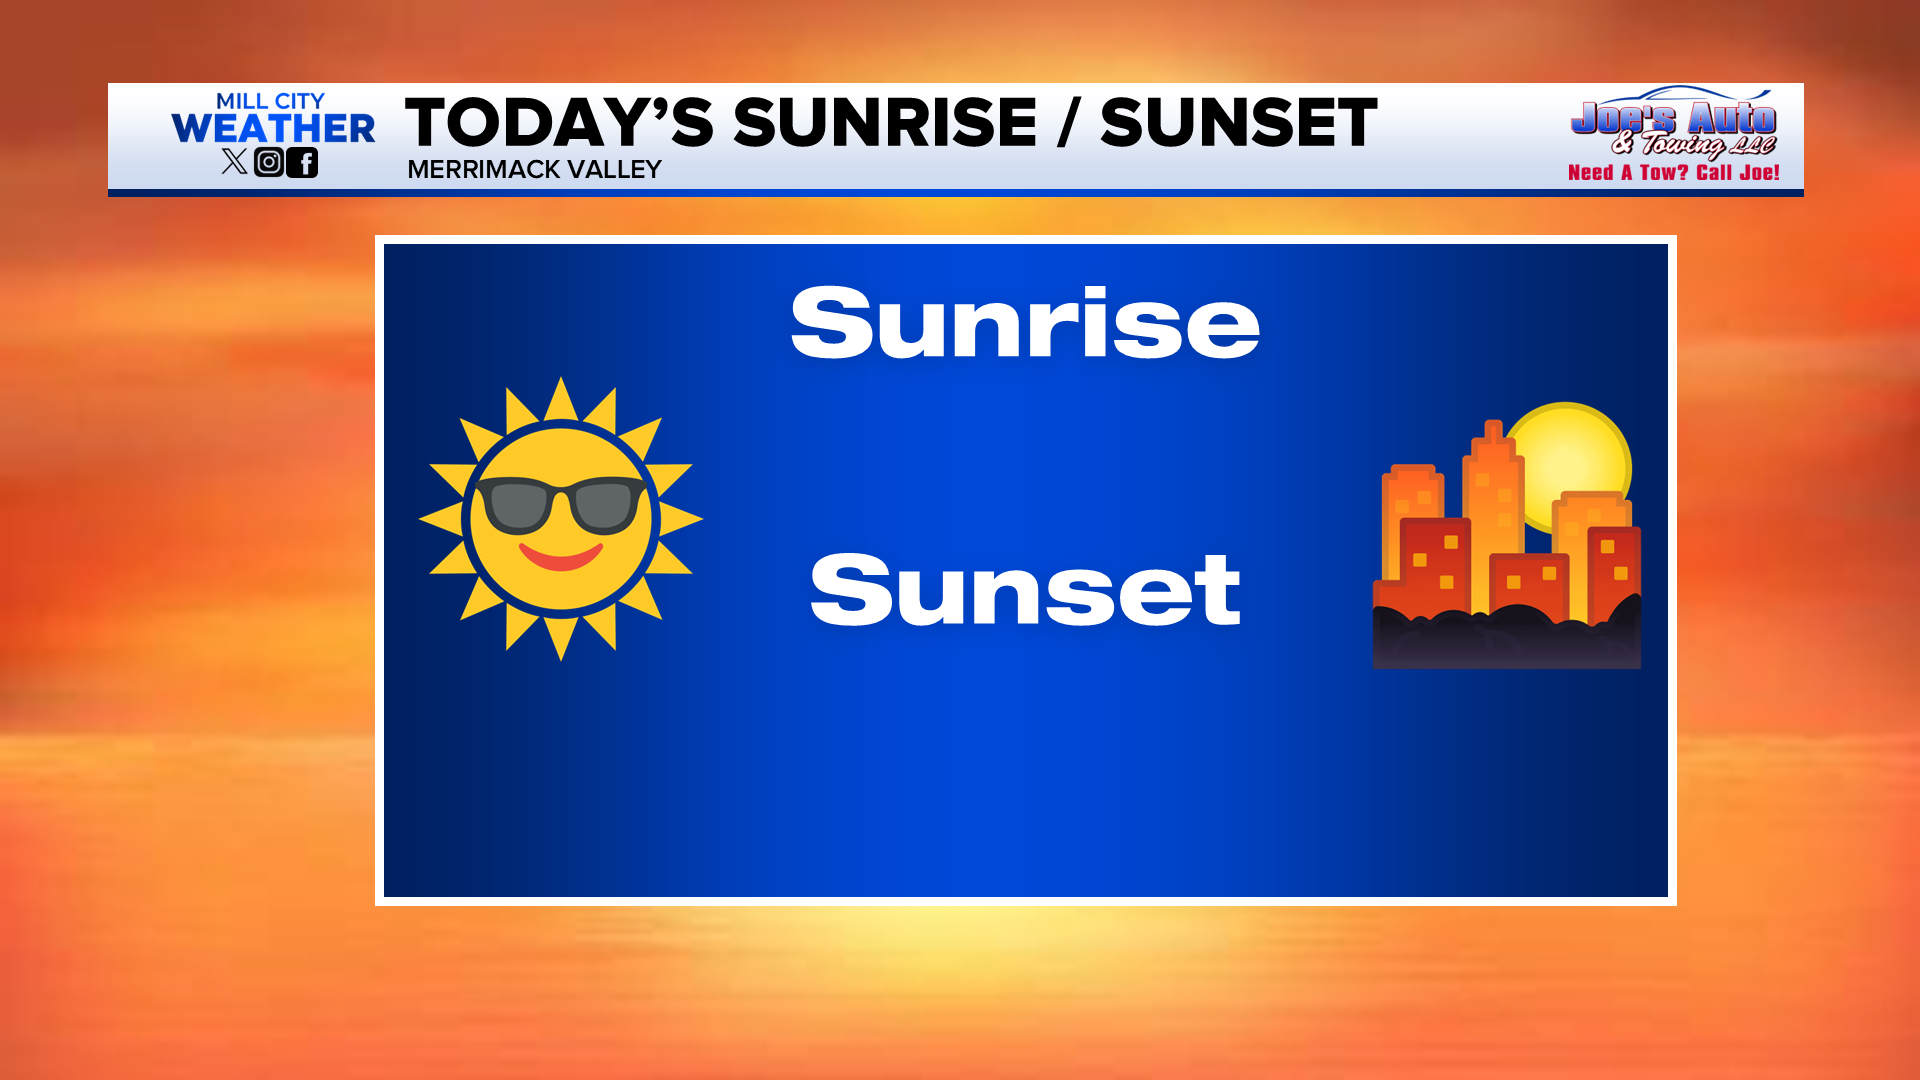 MILL CITY
WEATHER
TODAY’S SUNRISE / SUNSET
MERRIMACK VALLEY
Joe's Auto
& Towing LLC
Need A Tow? Call Joe!
Sunrise
Sunset